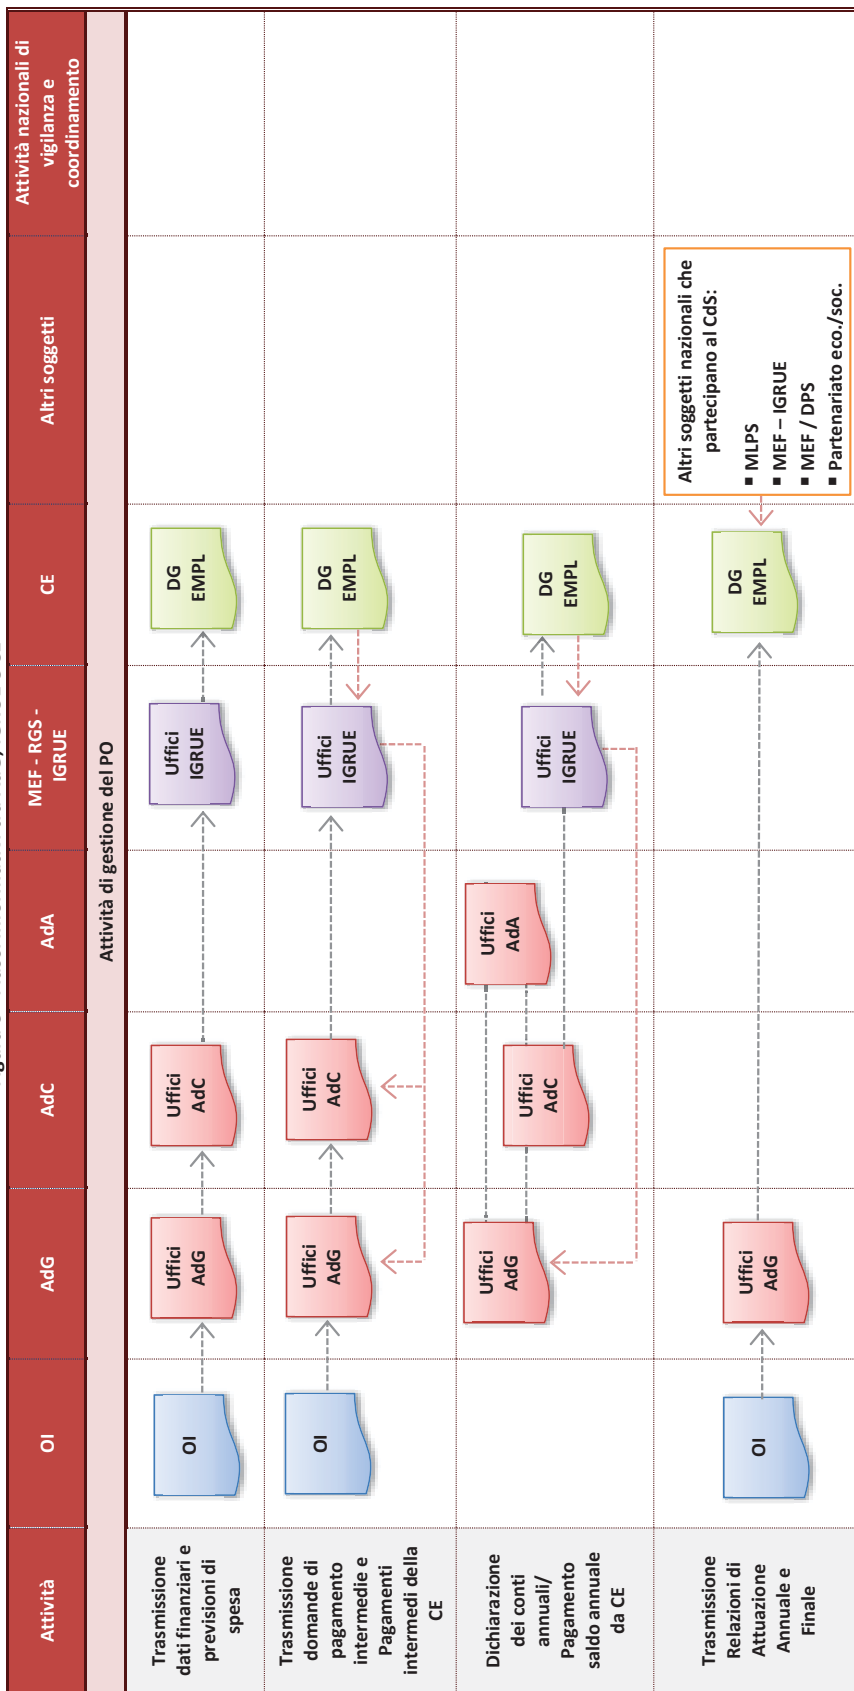 Attività
OI
AdG
AdC
AdA
MEF - RGS -
IGRUE
CE
Altri soggetti
Attività nazionali di
vigilanza e
coordinamento
Attività di gestione del PO
Trasmissione
dati finanziari e
previsioni di
spesa
OI
Uffici
AdG
Uffici
AdC
Uffici
IGRUE
DG
EMPL
Trasmissione
domande di
pagamento
intermedie e
Pagamenti
intermedi della
CE
OI
Uffici
AdG
Uffici
AdC
Uffici
IGRUE
DG
EMPL
Dichiarazione
dei conti
annuali/
Pagamento
saldo annuale
da CE
Uffici
AdG
Uffici
AdC
Uffici
AdA
Uffici
IGRUE
DG
EMPL
Trasmissione
Relazioni di
Attuazione
Annuale e
Finale
OI
Uffici
AdG
DG
EMPL
Altri soggetti nazionali che
partecipano al CdS:
▪ MLPS
▪ MEF – IGRUE
▪ MEF / DPS
▪ Partenariato eco./soc.